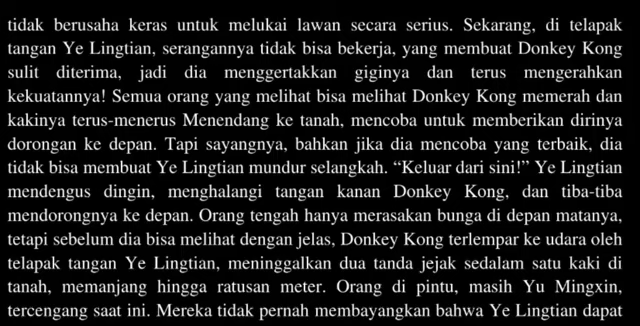 tidak berusaha keras untuk melukai lawan secara serius. Sekarang, di telapak
tangan Ye Lingtian, serangannya tidak bisa bekerja, yang membuat Donkey Kong
sulit diterima, jadi dia menggertakkan giginya dan terus mengerahkan
kekuatannya! Semua orang yang melihat bisa melihat Donkey Kong memerah dan
kakinya terus-menerus Menendang ke tanah, mencoba untuk memberikan dirinya
dorongan ke depan. Tapi sayangnya, bahkan jika dia mencoba yang terbaik, dia
tidak bisa membuat Ye Lingtian mundur selangkah. “Keluar dari sini!” Ye Lingtian
mendengus dingin, menghalangi tangan kanan Donkey Kong, dan tiba-tiba
mendorongnya ke depan. Orang tengah hanya merasakan bunga di depan matanya,
tetapi sebelum dia bisa melihat dengan jelas, Donkey Kong terlempar ke udara oleh
telapak tangan Ye Lingtian, meninggalkan dua tanda jejak sedalam satu kaki di
tanah, memanjang hingga ratusan meter. Orang di pintu, masih Yu Mingxin,
tercengang saat ini. Mereka tidak pernah membayangkan bahwa Ye Lingtian dapat